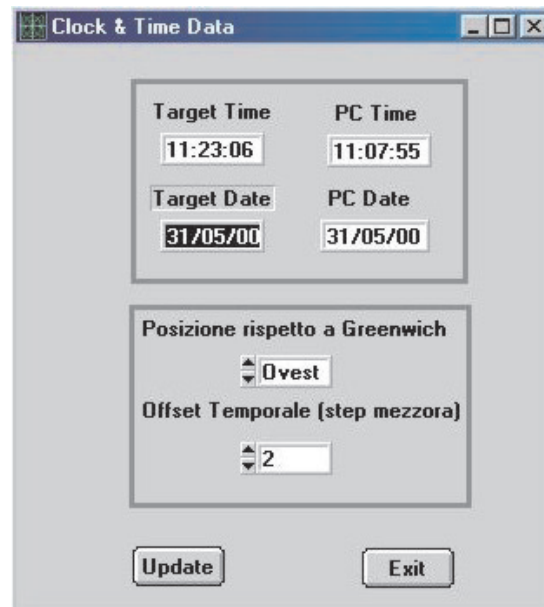 Clock & Time Data
Target Time PC Time
11:23:06 11:07:55
Target Date PC Date
31/05/00 31/05/00
Posizione rispetto a Greenwich
Ovest
Offset Temporale (step mezzora)
2
Update Exit